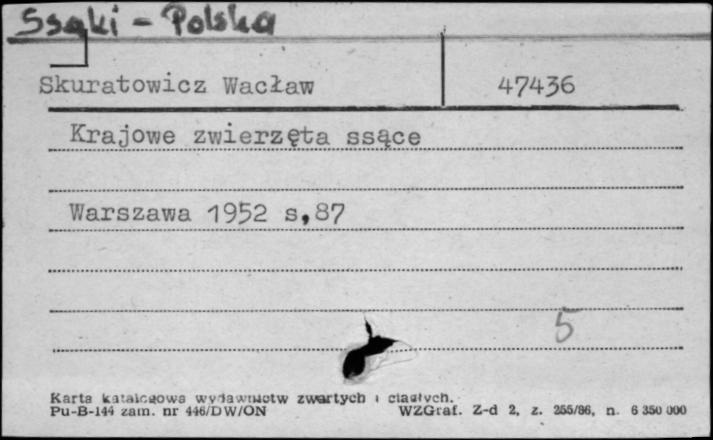 Ssaki - Polska
Skuratowicz Wacław 47436
Krajowe zwierzęta ssące
Warszawa 1952 s,87
5
Karta katalogowa wydawnictw zwartych i ciągłych.
Pu-B-144 zam. nr 446/DW/ON WZGraf. Z-d 2, z. 255/86, n. 6 350 000